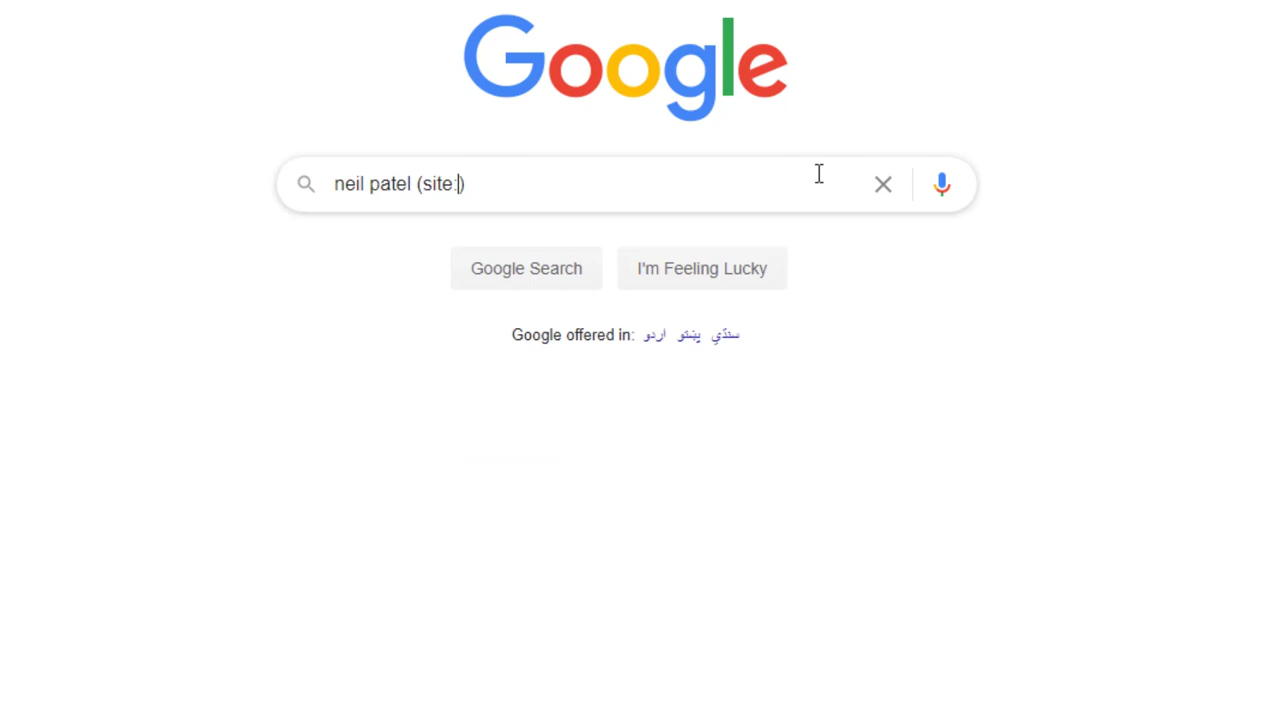 Google
neil patel (site:)
Google Search
I'm Feeling Lucky
Google offered in: اردو پښتو سنڌي